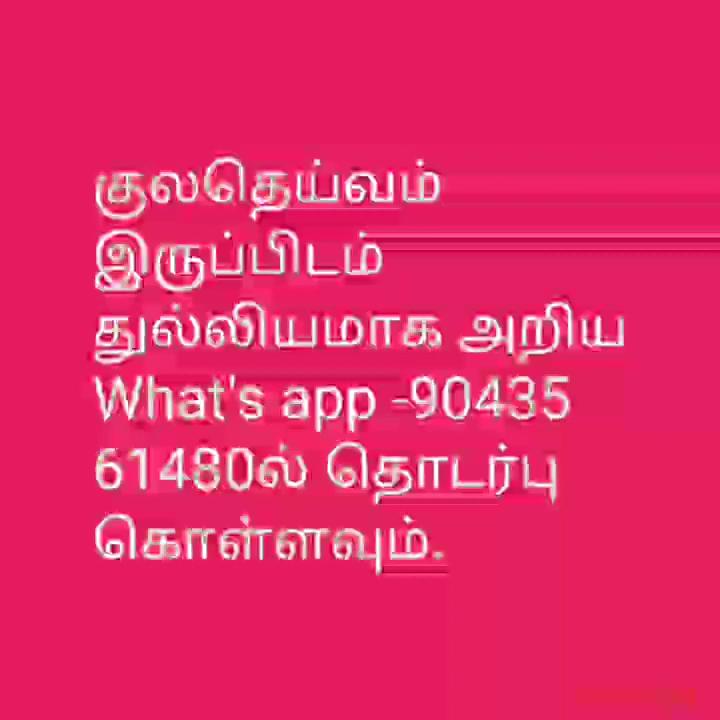 குலதெய்வம்
இருப்பிடம்
துல்லியமாக அறிய
What's app -90435
61480ல் தொடர்பு
கொள்ளவும்.